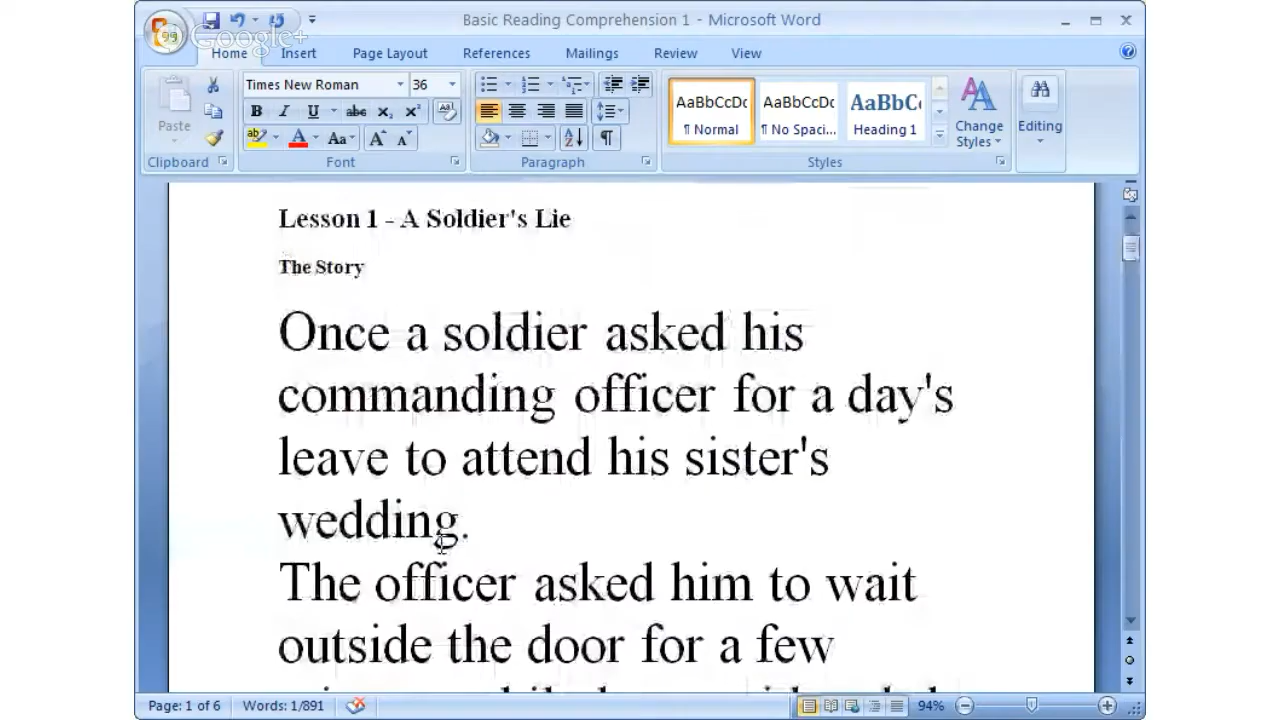 Basic Reading Comprehension 1 - Microsoft Word
Google+
Home Insert Page Layout References Mailings Review View
Times New Roman 36
AaBbCcDc AaBbCcDc AaBbC
Paste
¶ Normal ¶ No Spaci... Heading 1 Change Styles Editing
Clipboard Font Paragraph Styles
Lesson 1 - A Soldier's Lie
The Story
Once a soldier asked his
commanding officer for a day's
leave to attend his sister's
wedding.
The officer asked him to wait
outside the door for a few
Page: 1 of 6 Words: 1/891 94%